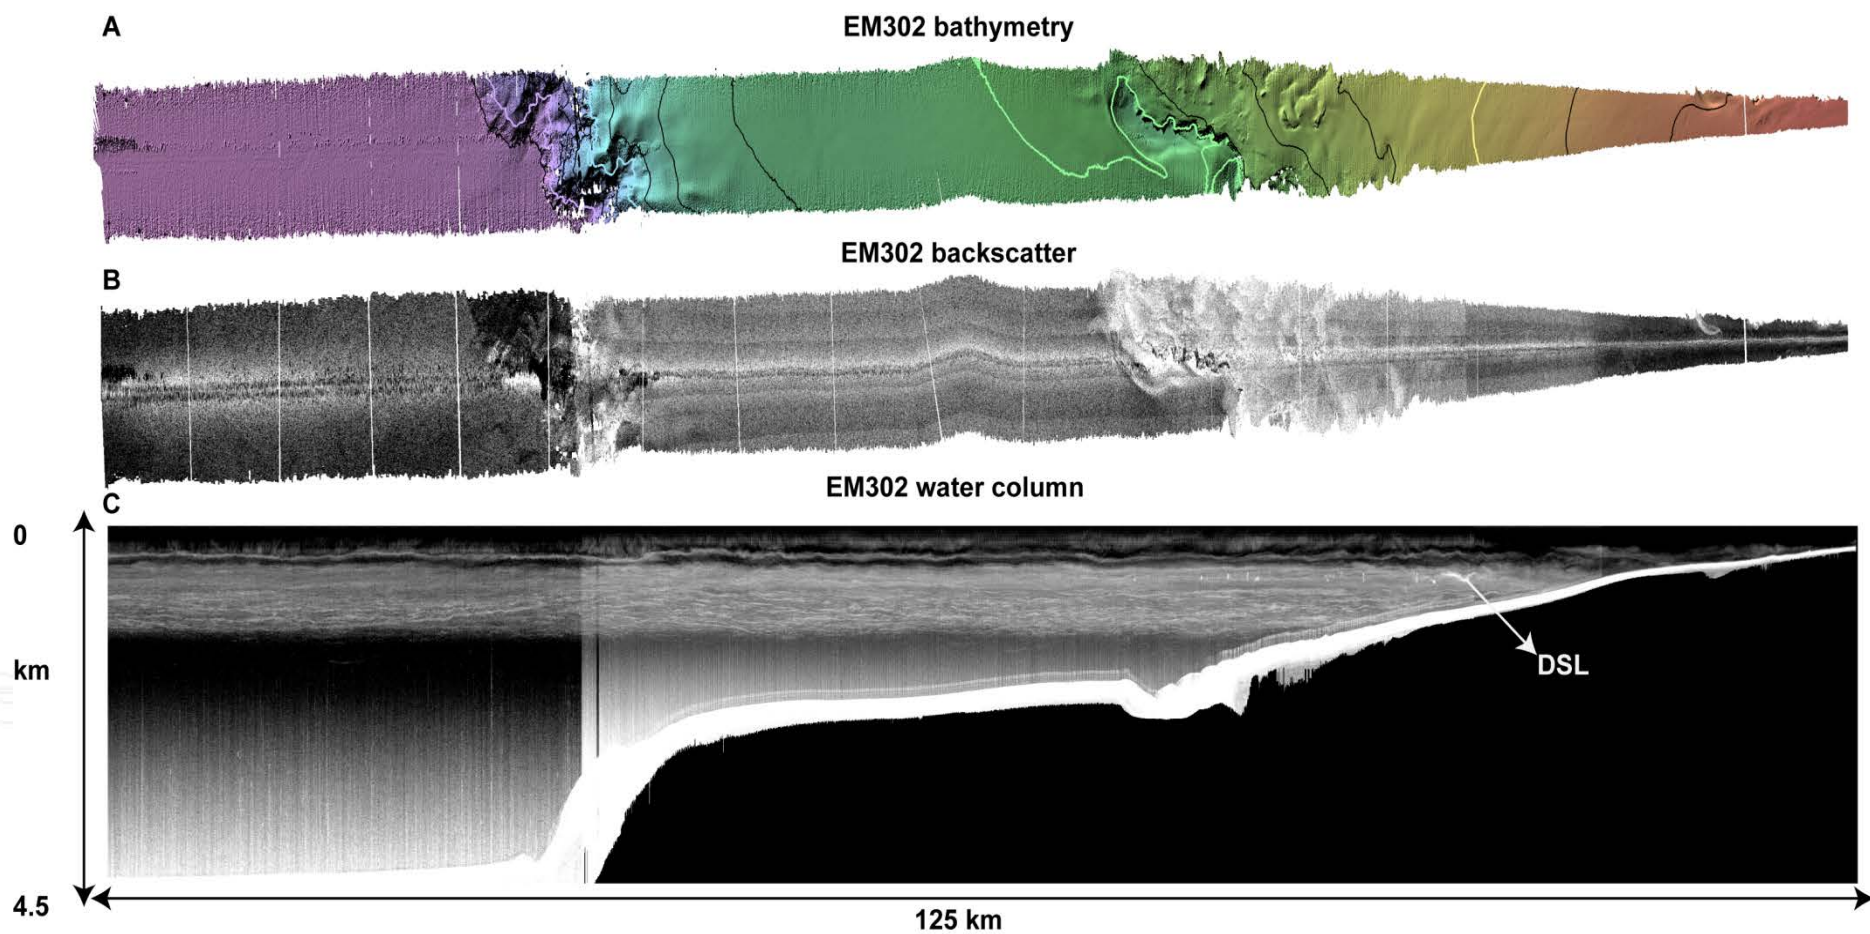 A
EM302 bathymetry
EM302 backscatter
B
EM302 water column
C
0
km
DSL
4.5
125 km